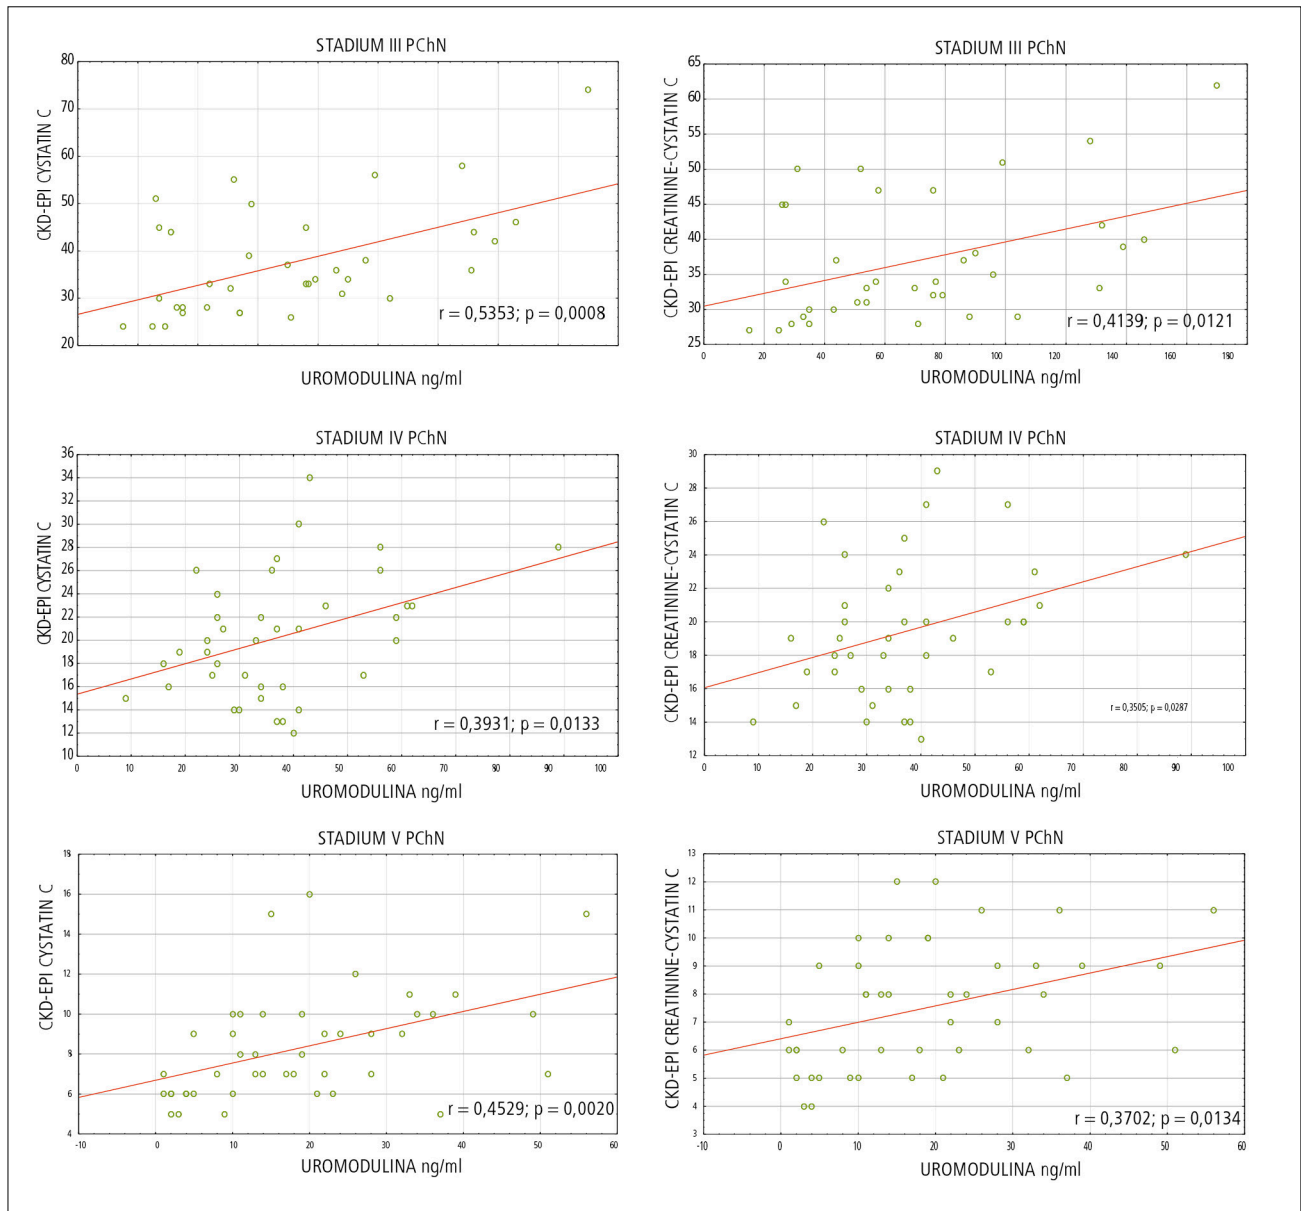 STADIUM III PChN
CKD-EPI CYSTATIN C
80
70
60
50
40
30
20
r = 0,5353; p = 0,0008
UROMODULINA ng/ml
STADIUM III PChN
CKD-EPI CREATININE-CYSTATIN C
65
60
55
50
45
40
35
30
25
r = 0,4139; p = 0,0121
0 20 40 60 80 100 120 140 160
UROMODULINA ng/ml
STADIUM IV PChN
CKD-EPI CYSTATIN C
36
34
32
30
28
26
24
22
20
18
16
14
12
10
r = 0,3931; p = 0,0133
0 10 20 30 40 50 60 70 80 90 100
UROMODULINA ng/ml
STADIUM IV PChN
CKD-EPI CREATININE-CYSTATIN C
30
28
26
24
22
20
18
16
14
12
r = 0,3505; p = 0,0287
0 10 20 30 40 50 60 70 80 90 100
UROMODULINA ng/ml
STADIUM V PChN
CKD-EPI CYSTATIN C
16
14
12
10
6
4
r = 0,4529; p = 0,0020
-10 0 10 20 30 40 50 60
UROMODULINA ng/ml
STADIUM V PChN
CKD-EPI CREATININE-CYSTATIN C
13
12
11
10
9
8
7
6
5
4
3
r = 0,3702; p = 0,0134
-10 0 10 20 30 40 50 60
UROMODULINA ng/ml